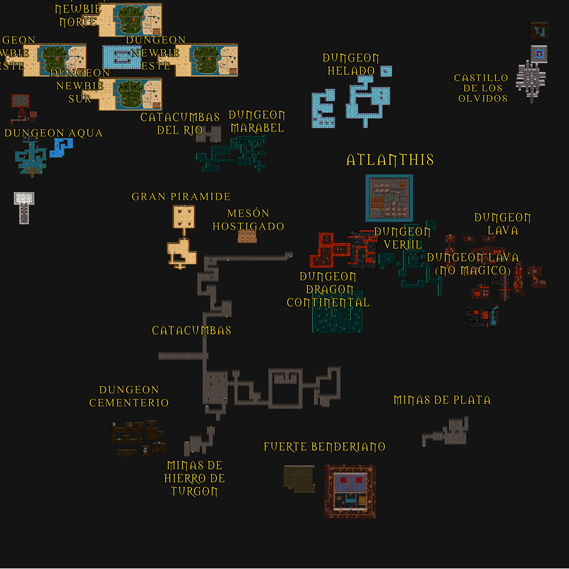 NEWBIE
NORTE
DUNGEON
NEWBIE
ESTE
DUNGEON
NEWBIE
SUR
DUNGEON
HELADO
CASTILLO
DE LOS
OLVIDOS
CATACUMBAS
DEL RIO
DUNGEON
MARABEL
DUNGEON AQUA
ATLANTHIS
GRAN PIRAMIDE
MESÓN
HOSTIGADO
DUNGEON
VERIIL
DUNGEON
LAVA
DUNGEON LAVA
(NO MAGICO)
DUNGEON
DRAGON
CONTINENTAL
CATACUMBAS
DUNGEON
CEMENTERIO
MINAS DE PLATA
FUERTE BENDERIANO
MINAS DE
HIERRO DE
TURGON